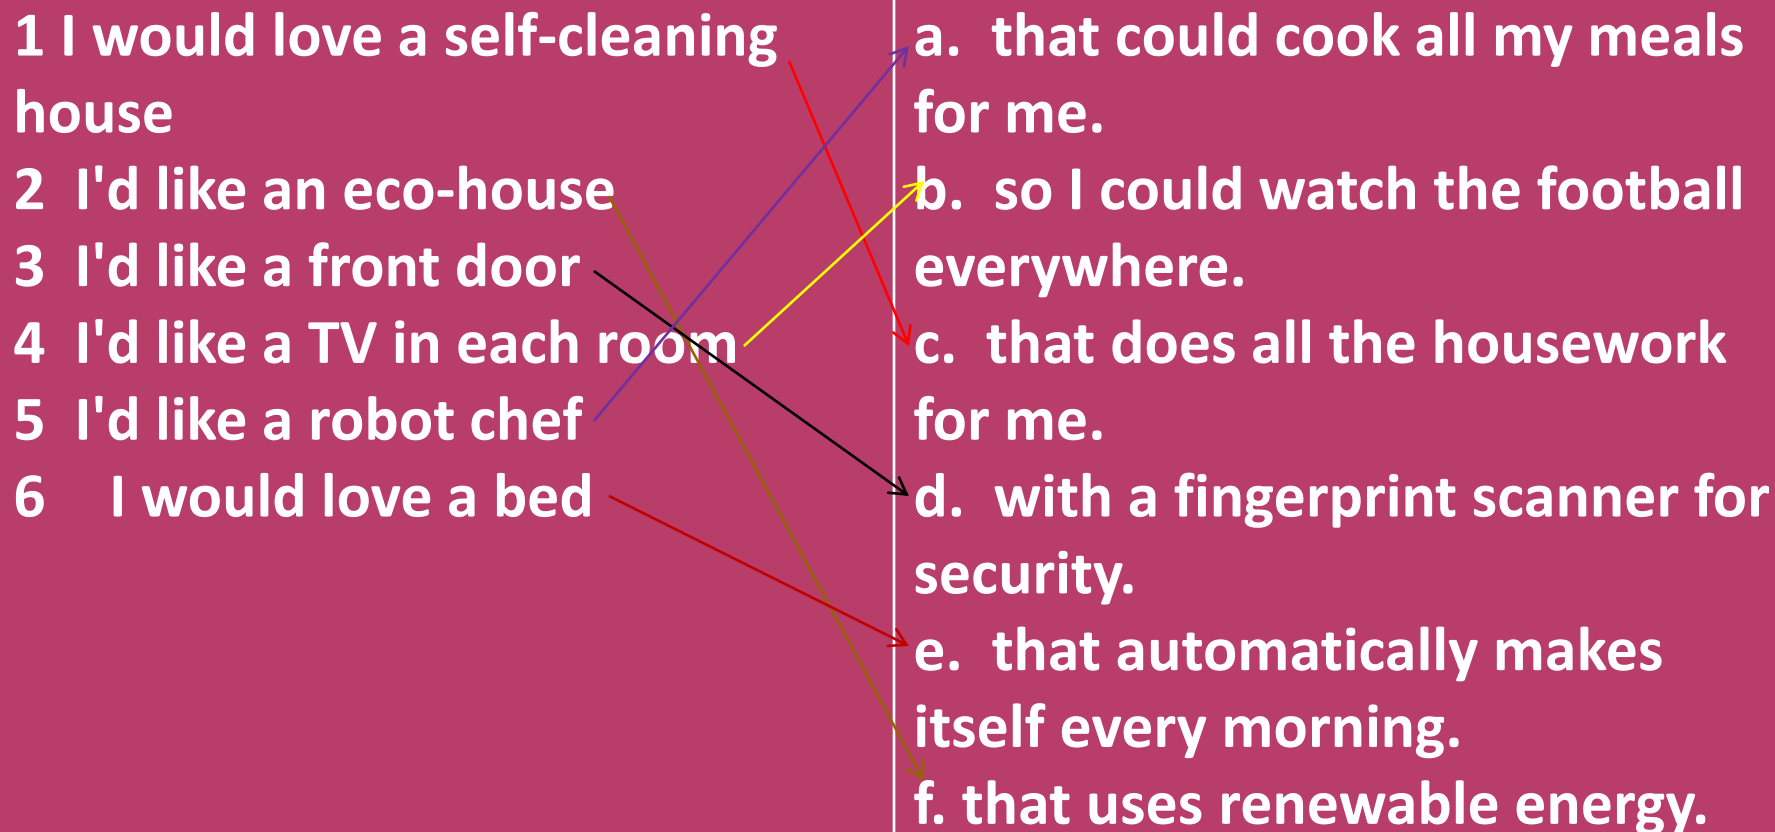 1 I would love a self-cleaning
house
2 I'd like an eco-house
3 I'd like a front door
4 I'd like a TV in each room
5 I'd like a robot chef
6 I would love a bed
a. that could cook all my meals
for me.
b. so I could watch the football
everywhere.
c. that does all the housework
for me.
d. with a fingerprint scanner for
security.
e. that automatically makes
itself every morning.
f. that uses renewable energy.